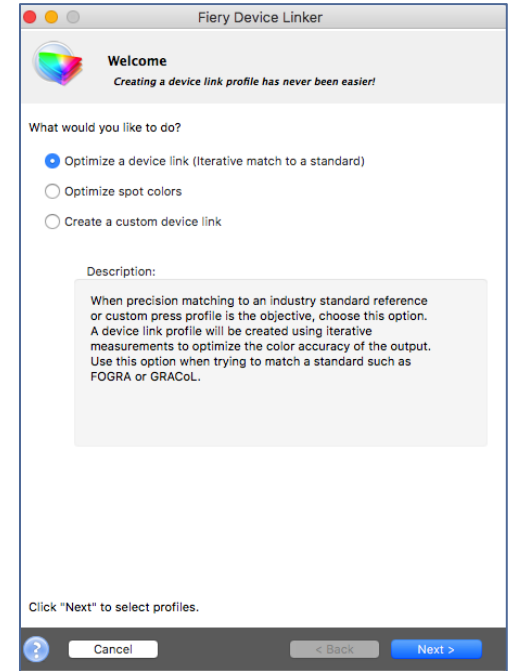 Fiery Device Linker
Welcome
Creating a device link profile has never been easier!
What would you like to do?
Optimize a device link (Iterative match to a standard)
Optimize spot colors
Create a custom device link
Description:
When precision matching to an industry standard reference
or custom press profile is the objective, choose this option.
A device link profile will be created using iterative
measurements to optimize the color accuracy of the output.
Use this option when trying to match a standard such as
FOGRA or GRACoL.
Click "Next" to select profiles.
? Cancel < Back Next >